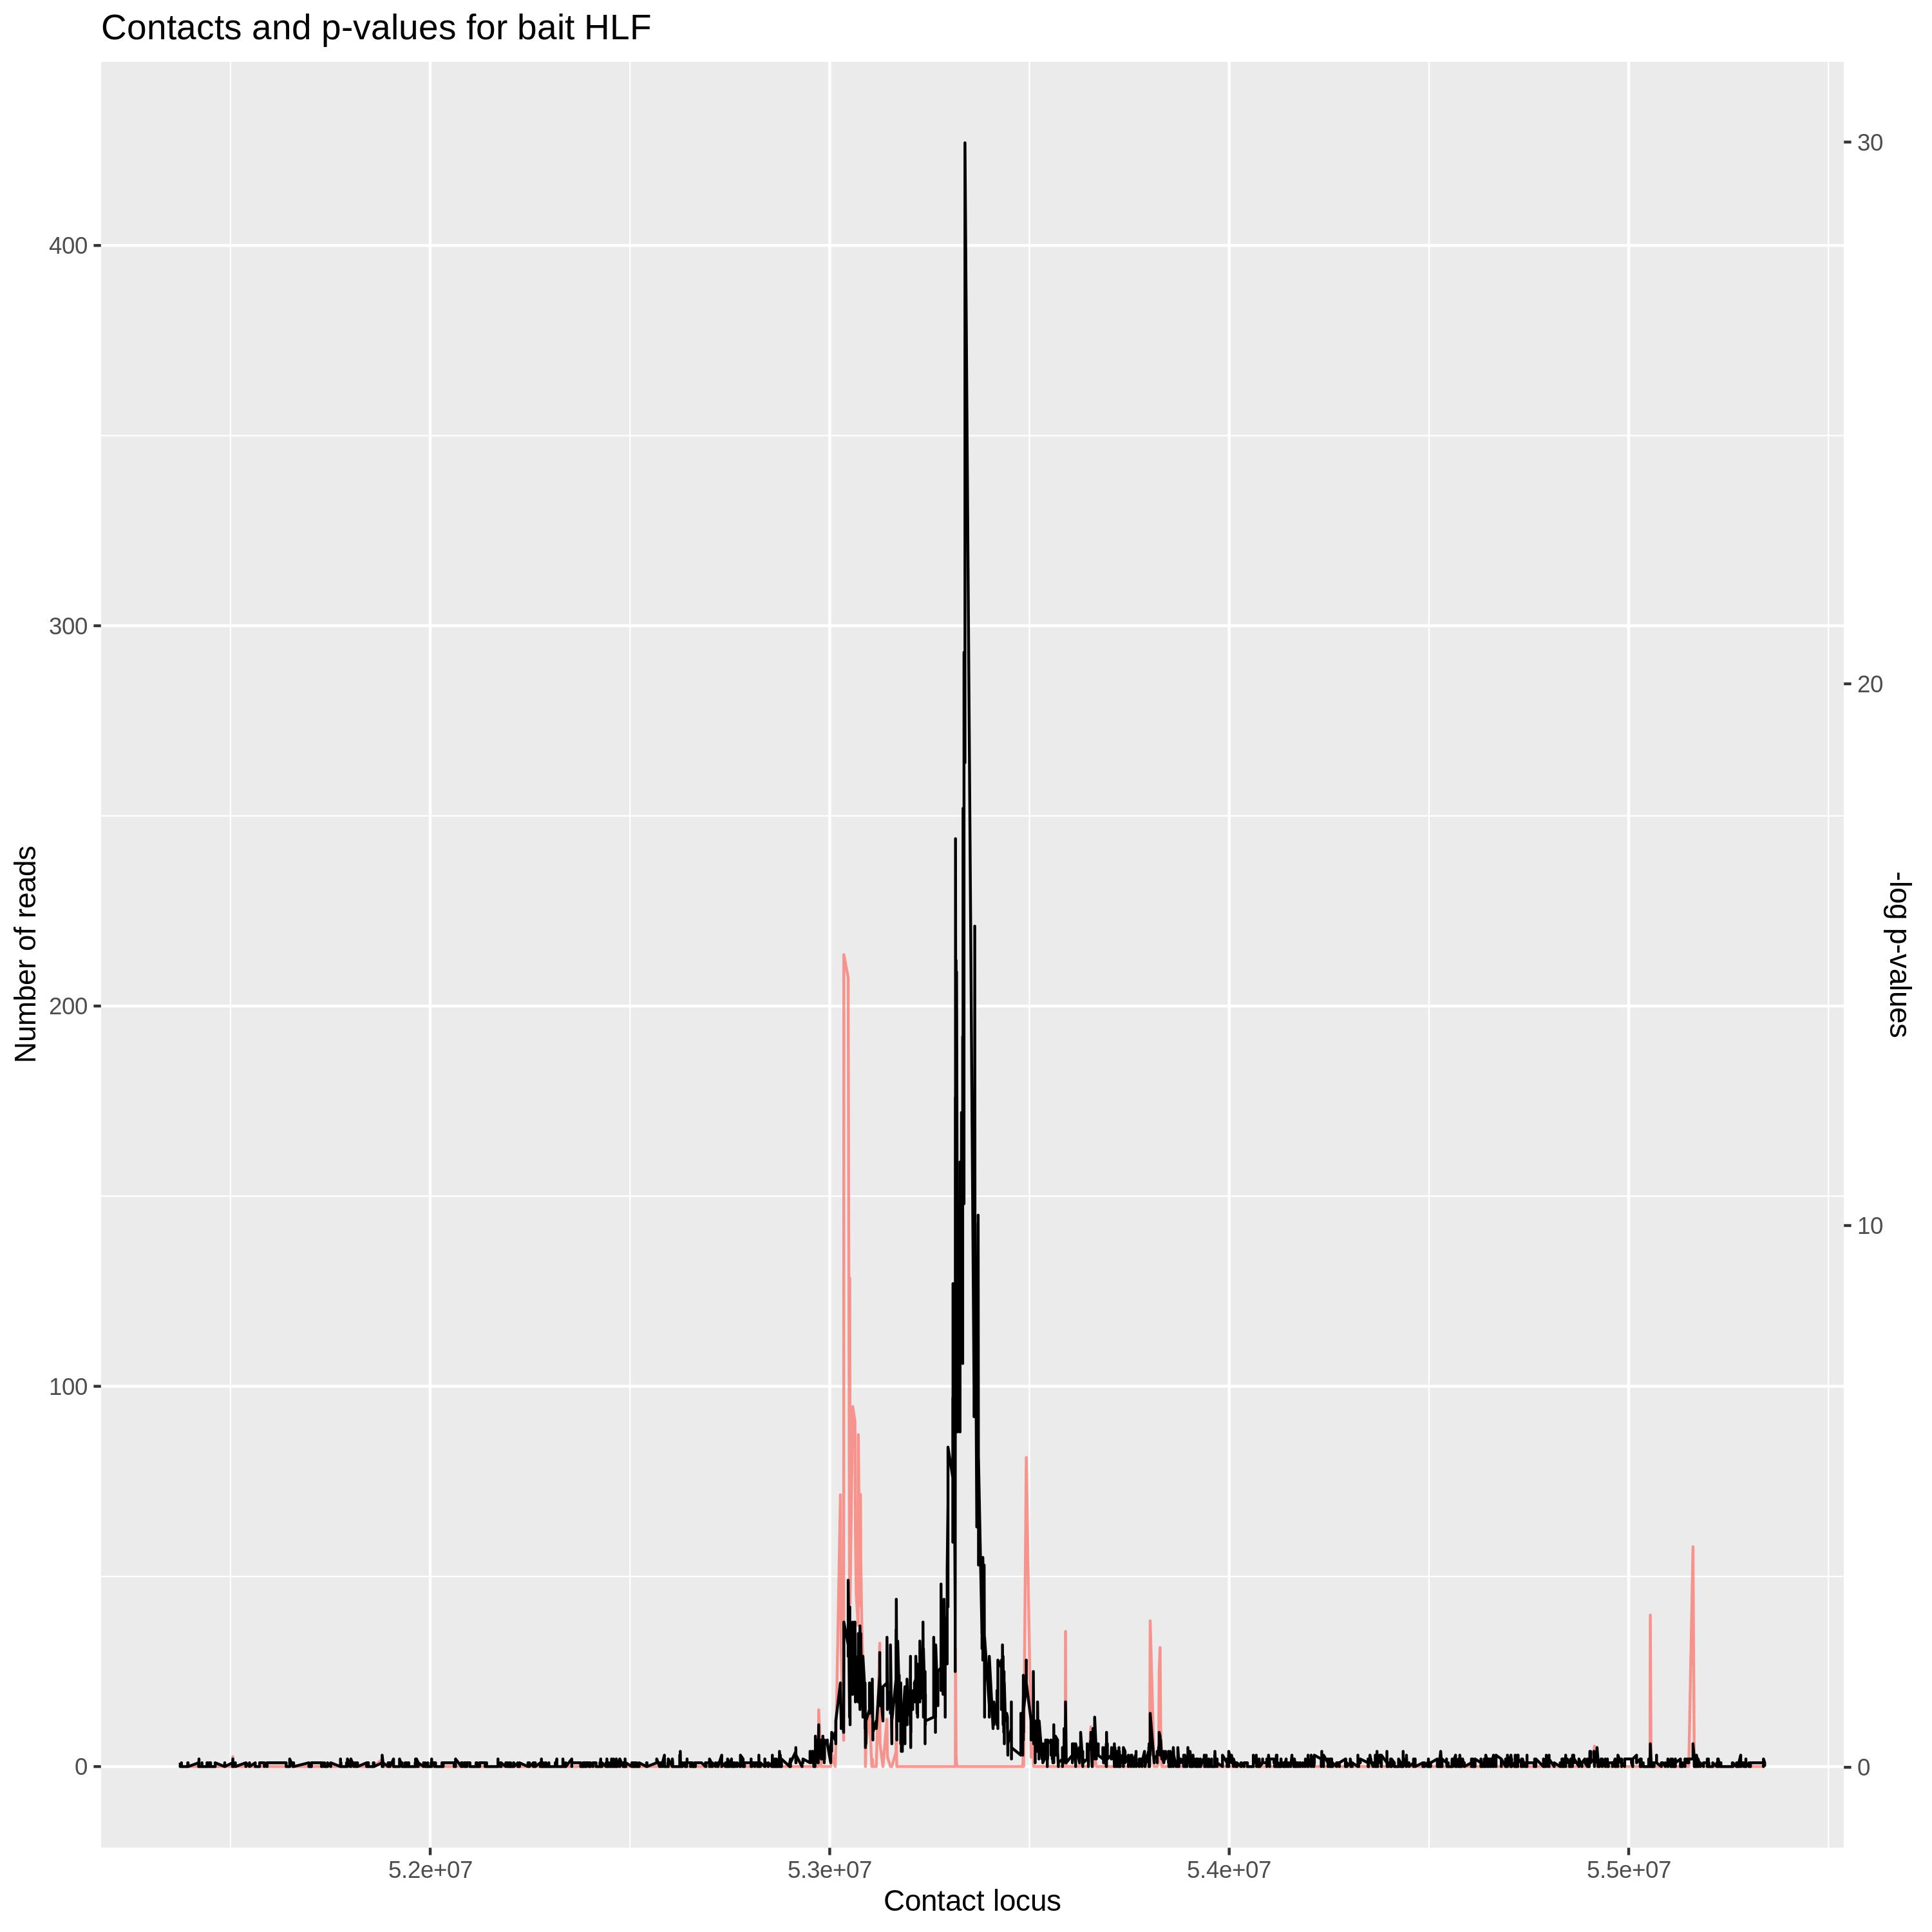 Contacts and p-values for bait HLF
400
300
200
100
0
Number of reads
30
20
10
0
-log p-values
5.2e+07
5.3e+07
5.4e+07
5.5e+07
Contact locus